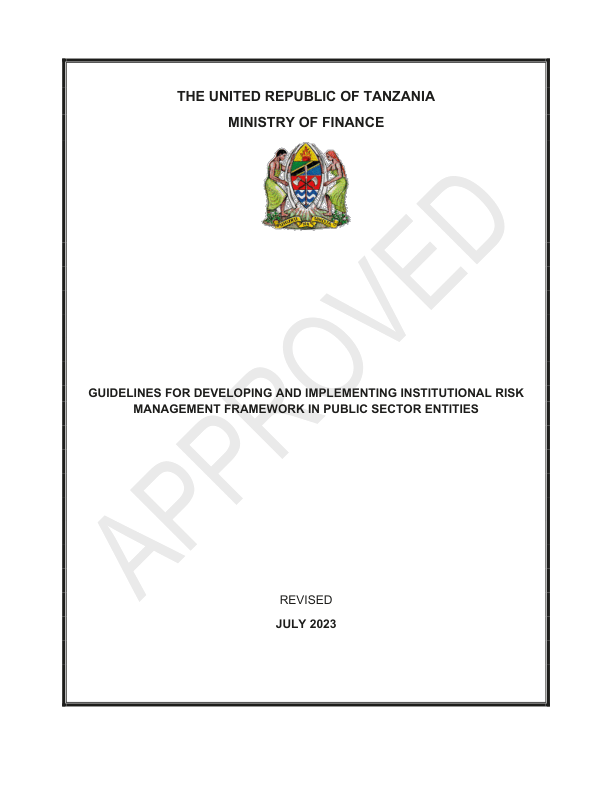 THE UNITED REPUBLIC OF TANZANIA
MINISTRY OF FINANCE
GUIDELINES FOR DEVELOPING AND IMPLEMENTING INSTITUTIONAL RISK
MANAGEMENT FRAMEWORK IN PUBLIC SECTOR ENTITIES
APPROVED
REVISED
JULY 2023